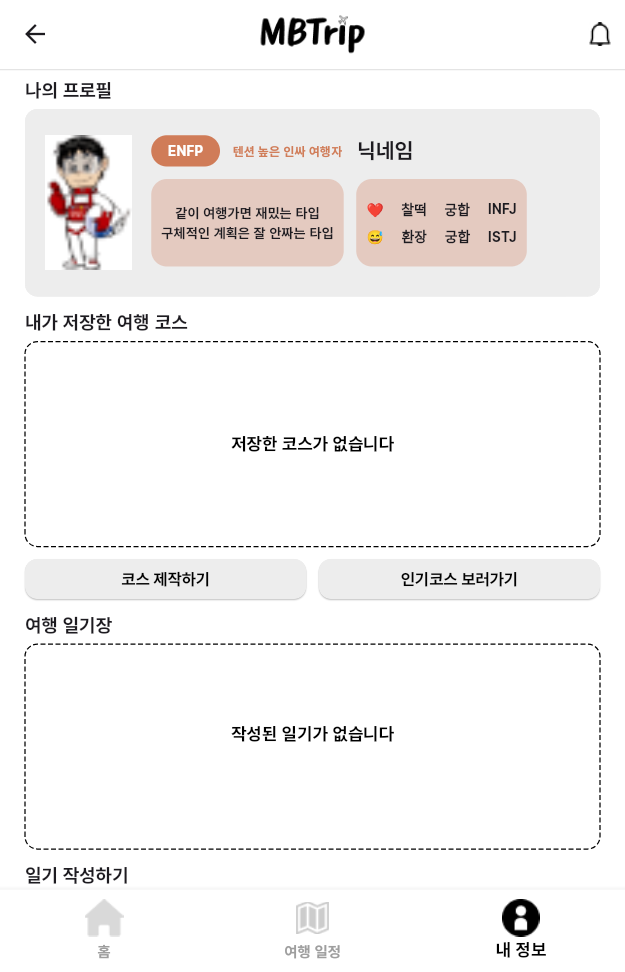 MBTrip
나의 프로필
ENFP 텐션 높은 인싸 여행자 닉네임
같이 여행가면 재밌는 타입
구체적인 계획은 잘 안짜는 타입
❤️ 찰떡 궁합 INFJ
😅 환장 궁합 ISTJ
내가 저장한 여행 코스
저장한 코스가 없습니다
코스 제작하기 인기코스 보러가기
여행 일기장
작성된 일기가 없습니다
일기 작성하기
홈 여행 일정 내 정보